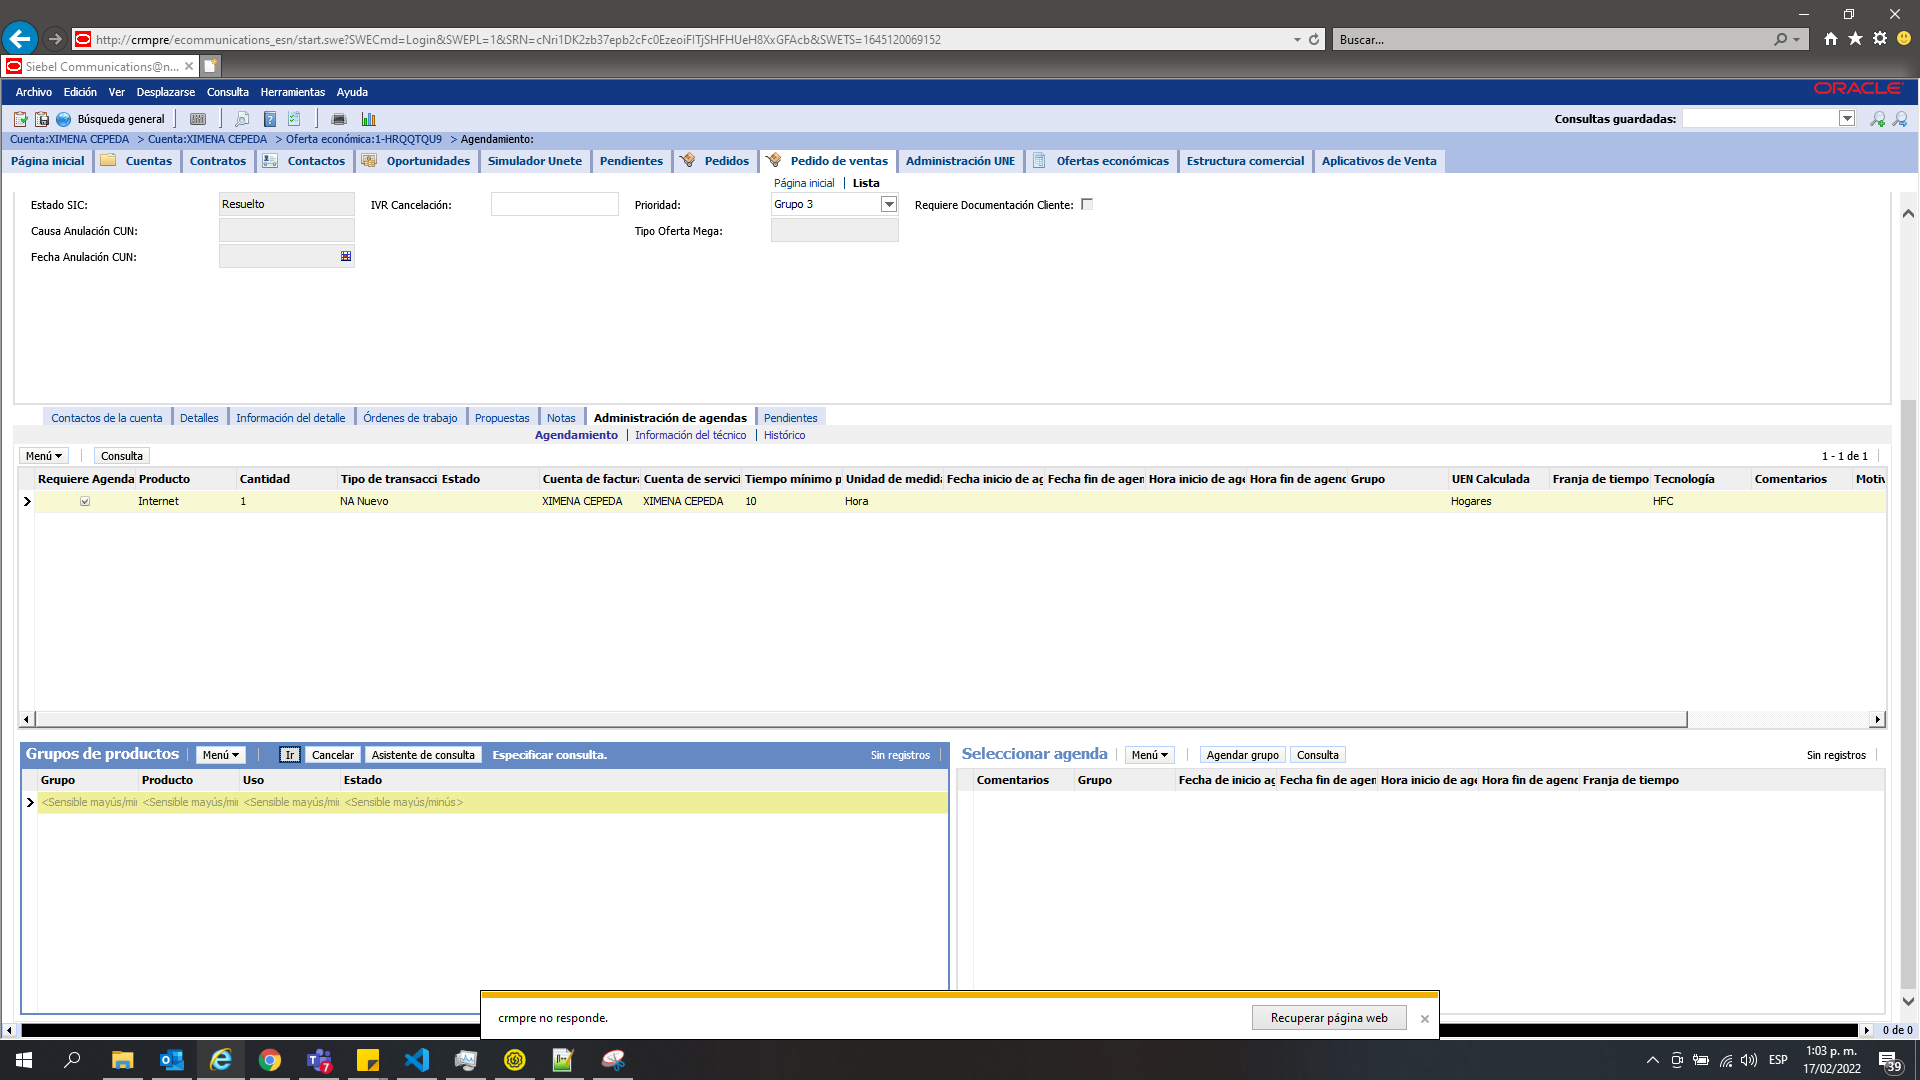 http://crmpre/ecommunications_esn/start.swe?SWECmd=Login&SWEPL=1&SRN=cNri1DK2zb37epb2cFc0EzeoiFITjSHFHUeH8XxGFAcb&SWETS=1645120069152
Buscar...
Siebel Communications@n...
Archivo Edición Ver Desplazarse Consulta Herramientas Ayuda
ORACLE
Búsqueda general
Consultas guardadas:
Cuenta:XIMENA CEPEDA > Cuenta:XIMENA CEPEDA > Oferta económica:1-HRQQTQU9 > Agendamiento:
Página inicial Cuentas Contratos Contactos Oportunidades Simulador Unete Pendientes Pedidos Pedido de ventas Administración UNE Ofertas económicas Estructura comercial Aplicativos de Venta
Página inicial | Lista
Estado SIC: Resuelto IVR Cancelación: Prioridad: Grupo 3 Requiere Documentación Cliente:
Causa Anulación CUN: Tipo Oferta Mega:
Fecha Anulación CUN:
Contactos de la cuenta Detalles Información del detalle Órdenes de trabajo Propuestas Notas Administración de agendas Pendientes
Agendamiento | Información del técnico | Histórico
Menú Consulta 1 - 1 de 1
Requiere Agenda Producto Cantidad Tipo de transacci Estado Cuenta de factura Cuenta de servici Tiempo mínimo p Unidad de medida Fecha inicio de ag Fecha fin de agen Hora inicio de age Hora fin de agend Grupo UEN Calculada Franja de tiempo Tecnología Comentarios Motiv
Internet 1 NA Nuevo XIMENA CEPEDA XIMENA CEPEDA 10 Hora Hogares HFC
Grupos de productos Menú Ir Cancelar Asistente de consulta Especificar consulta. Sin registros
Seleccionar agenda Menú Agendar grupo Consulta Sin registros
Grupo Producto Uso Estado
Comentarios Grupo Fecha de inicio ag Fecha fin de agen Hora inicio de age Hora fin de agend Franja de tiempo
<Sensible mayús/mi <Sensible mayús/mi <Sensible mayús/mi <Sensible mayús/minús>
crmpre no responde.
Recuperar página web
0 de 0
7
ESP
1:03 p. m.
17/02/2022
39